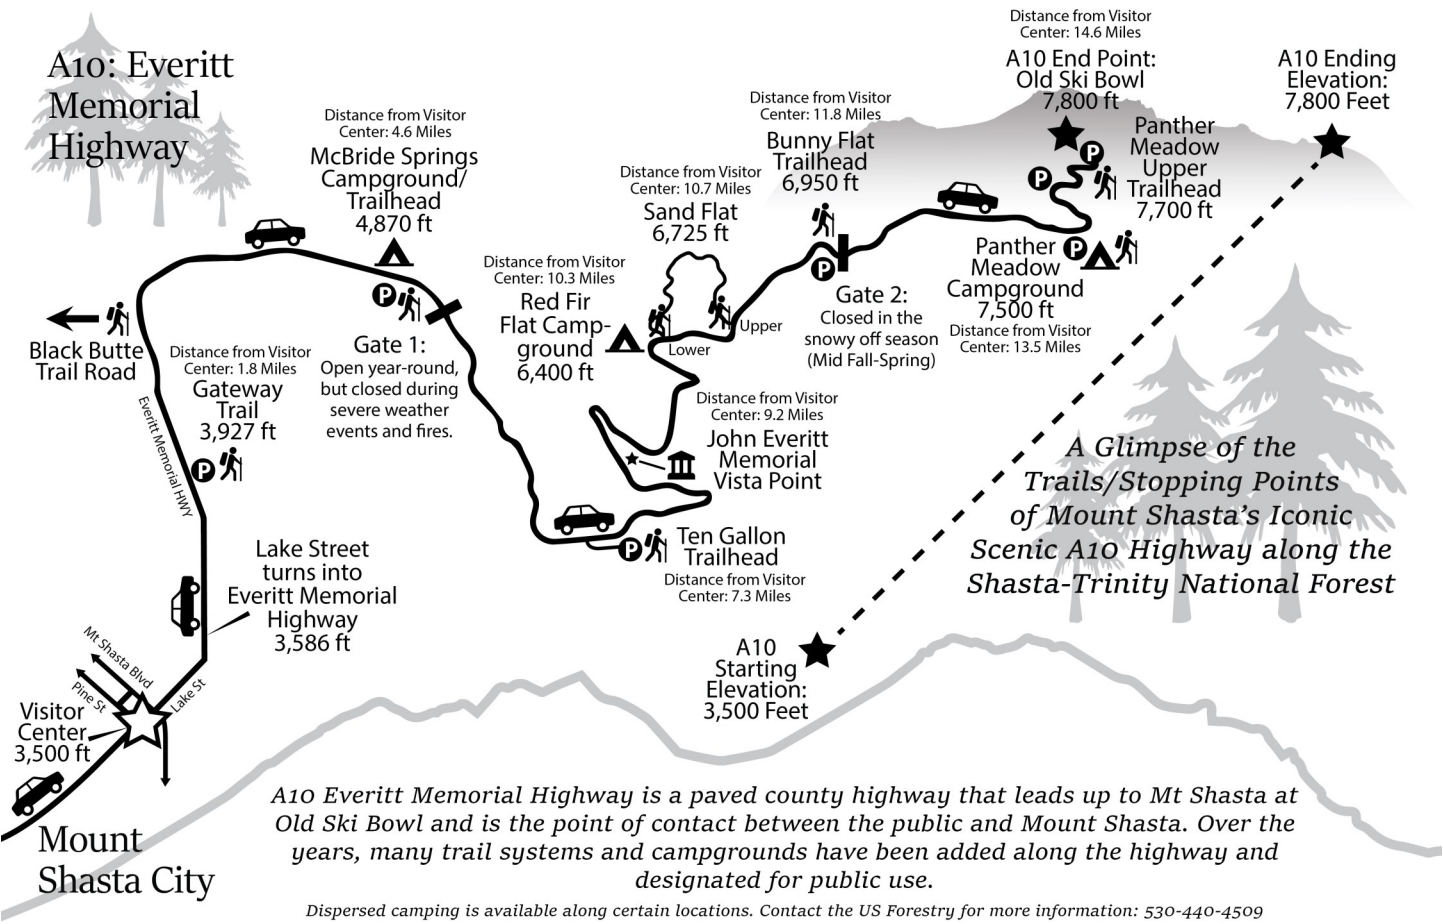 A10: Everitt
Memorial
Highway
Distance from Visitor
Center: 4.6 Miles
McBride Springs
Campground/
Trailhead
4,870 ft
Distance from Visitor
Center: 10.3 Miles
Red Fir
Flat Camp-
ground
6,400 ft
Distance from Visitor
Center: 10.7 Miles
Sand Flat
6,725 ft
Distance from Visitor
Center: 11.8 Miles
Bunny Flat
Trailhead
6,950 ft
Distance from Visitor
Center: 14.6 Miles
A10 End Point:
Old Ski Bowl
7,800 ft
A10 Ending
Elevation:
7,800 Feet
P
P
Panther
Meadow
Upper
Trailhead
7,700 ft
P
Panther
Meadow
Campground
7,500 ft
Distance from Visitor
Center: 13.5 Miles
P
Gate 2:
Closed in the
snowy off season
(Mid Fall-Spring)
Upper
Lower
P
Gate 1:
Open year-round,
but closed during
severe weather
events and fires.
Black Butte
Trail Road
Distance from Visitor
Center: 1.8 Miles
Gateway
Trail
3,927 ft
P
Everitt Memorial HWY
Distance from Visitor
Center: 9.2 Miles
John Everitt
Memorial
Vista Point
P
Ten Gallon
Trailhead
Distance from Visitor
Center: 7.3 Miles
A Glimpse of the
Trails/Stopping Points
of Mount Shasta's Iconic
Scenic A10 Highway along the
Shasta-Trinity National Forest
Lake Street
turns into
Everitt Memorial
Highway
3,586 ft
Mt Shasta Blvd
Pine St
Lake St
Visitor
Center
3,500 ft
A10
Starting
Elevation:
3,500 Feet
Mount
Shasta City
A10 Everitt Memorial Highway is a paved county highway that leads up to Mt Shasta at
Old Ski Bowl and is the point of contact between the public and Mount Shasta. Over the
years, many trail systems and campgrounds have been added along the highway and
designated for public use.
Dispersed camping is available along certain locations. Contact the US Forestry for more information: 530-440-4509